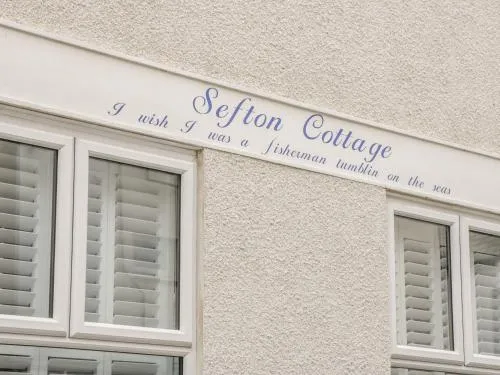 Sefton Cottage
I wish I was a fisherman tumblin on the seas